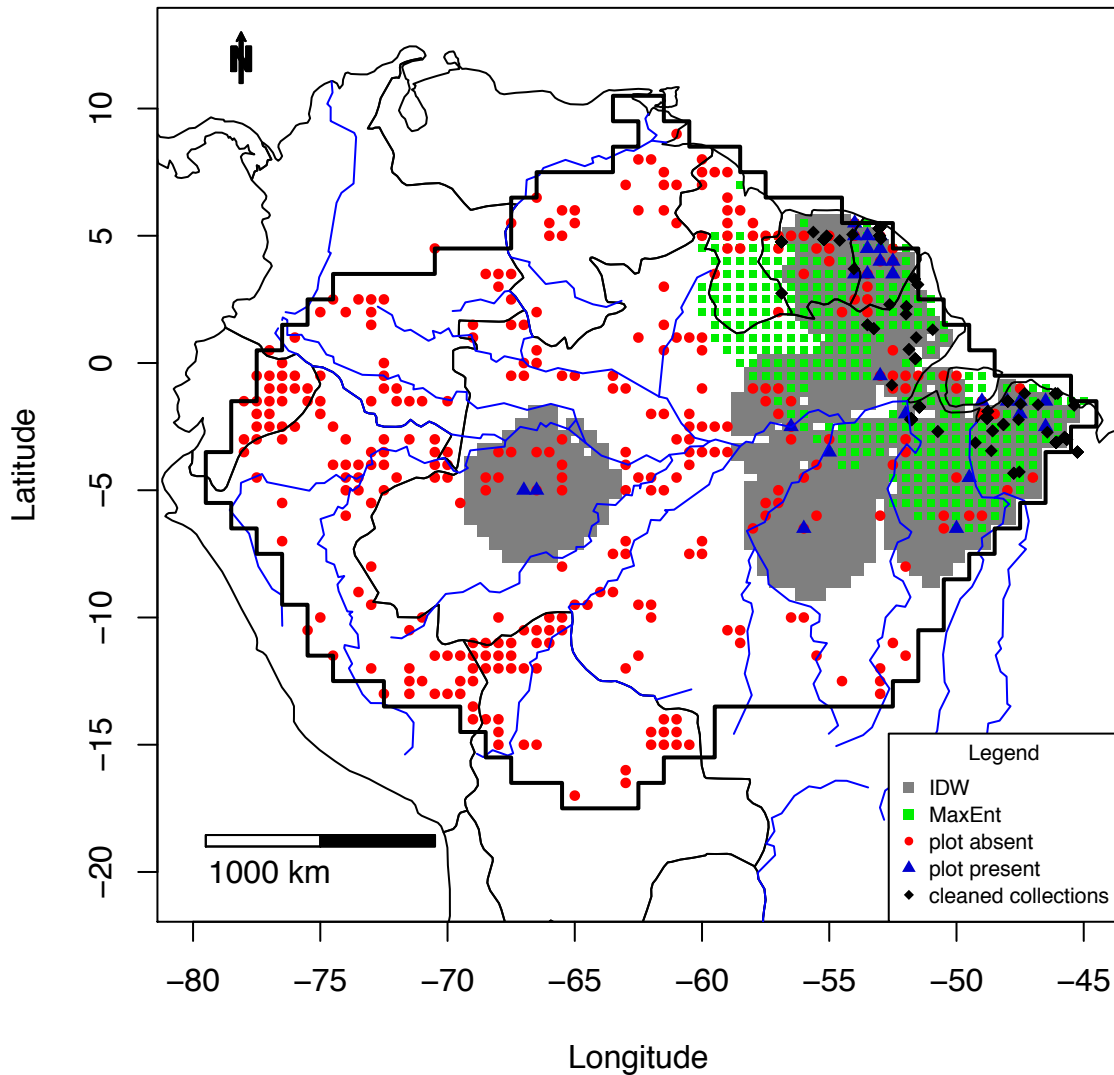 N
10
5
0
−5
−10
−15
−20
Latitude
1000 km
Legend
IDW
MaxEnt
plot absent
plot present
cleaned collections
−80
−75
−70
−65
−60
−55
−50
−45
Longitude